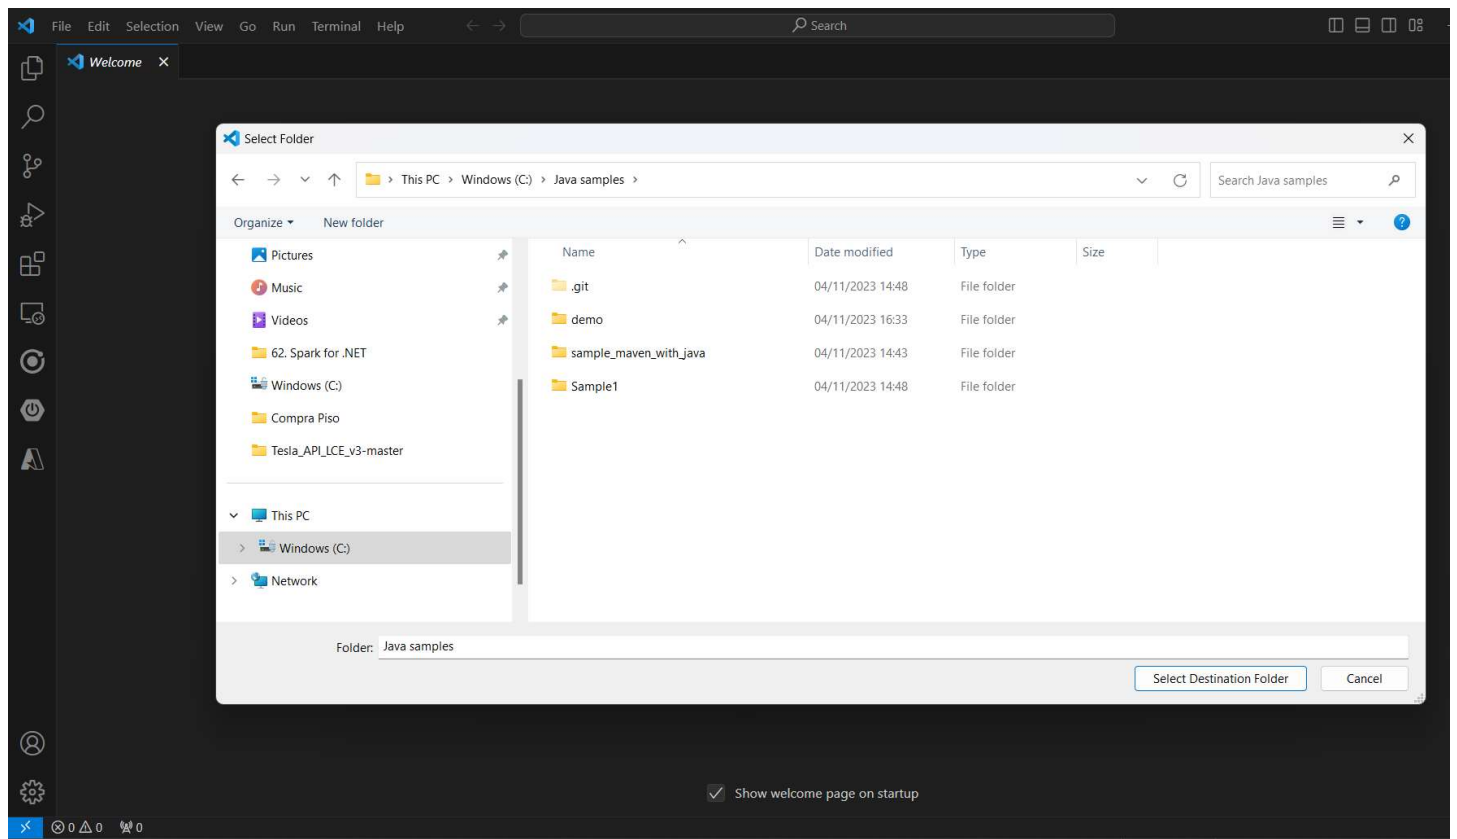 File Edit Selection View Go Run Terminal Help Search
Welcome
Select Folder
This PC > Windows (C:) > Java samples > Search Java samples
Organize New folder
Name Date modified Type Size
Pictures
Music
Videos
62. Spark for .NET
Windows (C:)
Compra Piso
Tesla_API_LCE_v3-master
This PC
Windows (C:)
Network
.git 04/11/2023 14:48 File folder
demo 04/11/2023 16:33 File folder
sample_maven_with_java 04/11/2023 14:43 File folder
Sample1 04/11/2023 14:48 File folder
Folder: Java samples
Select Destination Folder Cancel
Show welcome page on startup
0 0 0